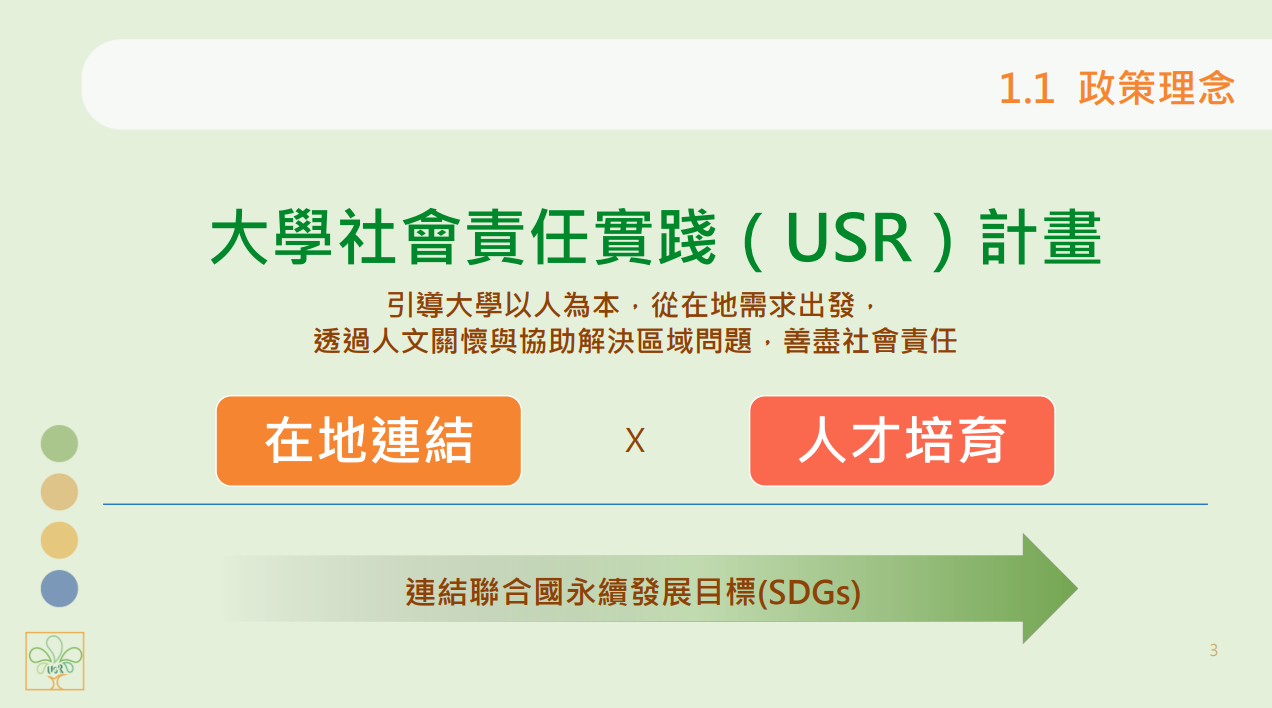 1.1 政策理念
大學社會責任實踐（USR）計畫
引導大學以人為本，從在地需求出發，
透過人文關懷與協助解決區域問題，善盡社會責任
在地連結 X 人才培育
連結聯合國永續發展目標(SDGs)
3
USR